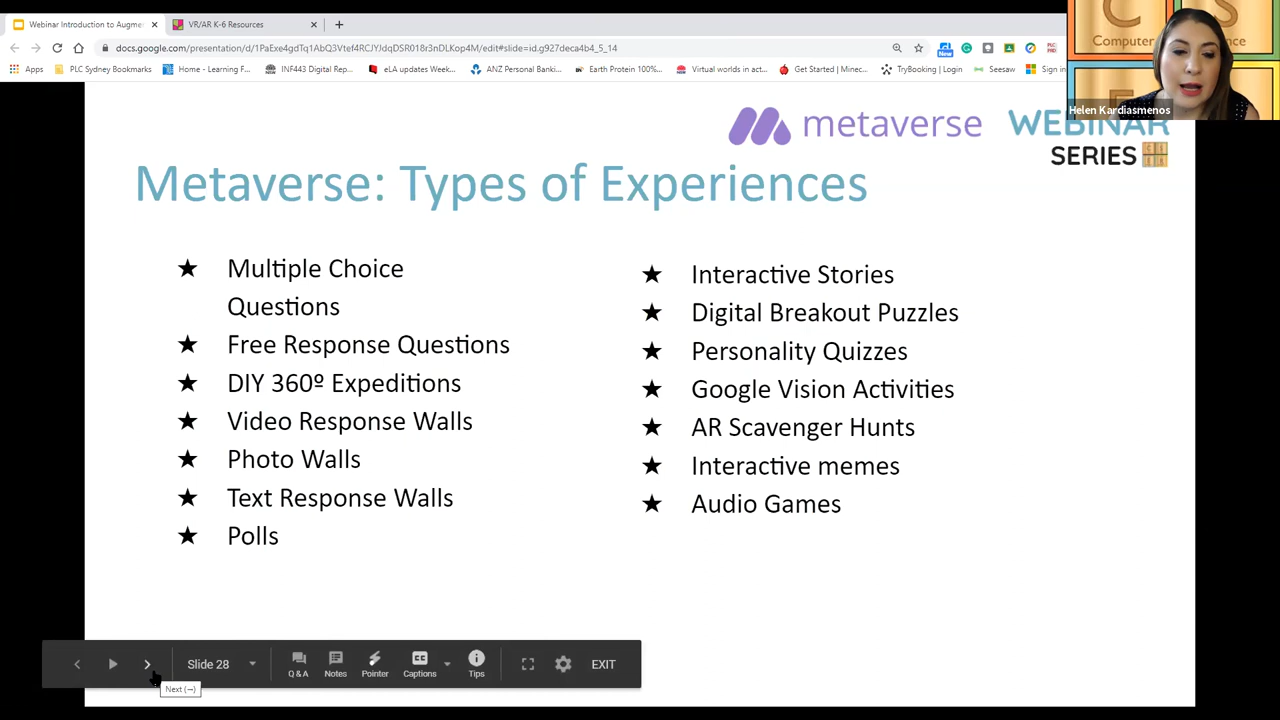 Webinar Introduction to Augme
VR/AR K-6 Resources
docs.google.com/presentation/d/1PaExe4gdTq1AbQ3Vtef4RCJYJdqDSR018r3nDLKop4M/edit#slide=id.g927deca4b4_5_14
New
Apps
PLC Sydney Bookmarks
Home - Learning F...
INF443 Digital Rep...
eLA updates Week...
ANZ Personal Banki...
Earth Protein 100%...
Virtual worlds in act...
Get Started | Minec...
TryBooking | Login
Seesaw
Sign in
C S
Computer
ence
Helen Kardiasmenos
metaverse
WEBINAR
SERIES
Metaverse: Types of Experiences
★ Multiple Choice
Questions
★ Free Response Questions
★ DIY 360º Expeditions
★ Video Response Walls
★ Photo Walls
★ Text Response Walls
★ Polls
★ Interactive Stories
★ Digital Breakout Puzzles
★ Personality Quizzes
★ Google Vision Activities
★ AR Scavenger Hunts
★ Interactive memes
★ Audio Games
Slide 28
Q & A
Notes
Pointer
Captions
Tips
EXIT
Next (→)